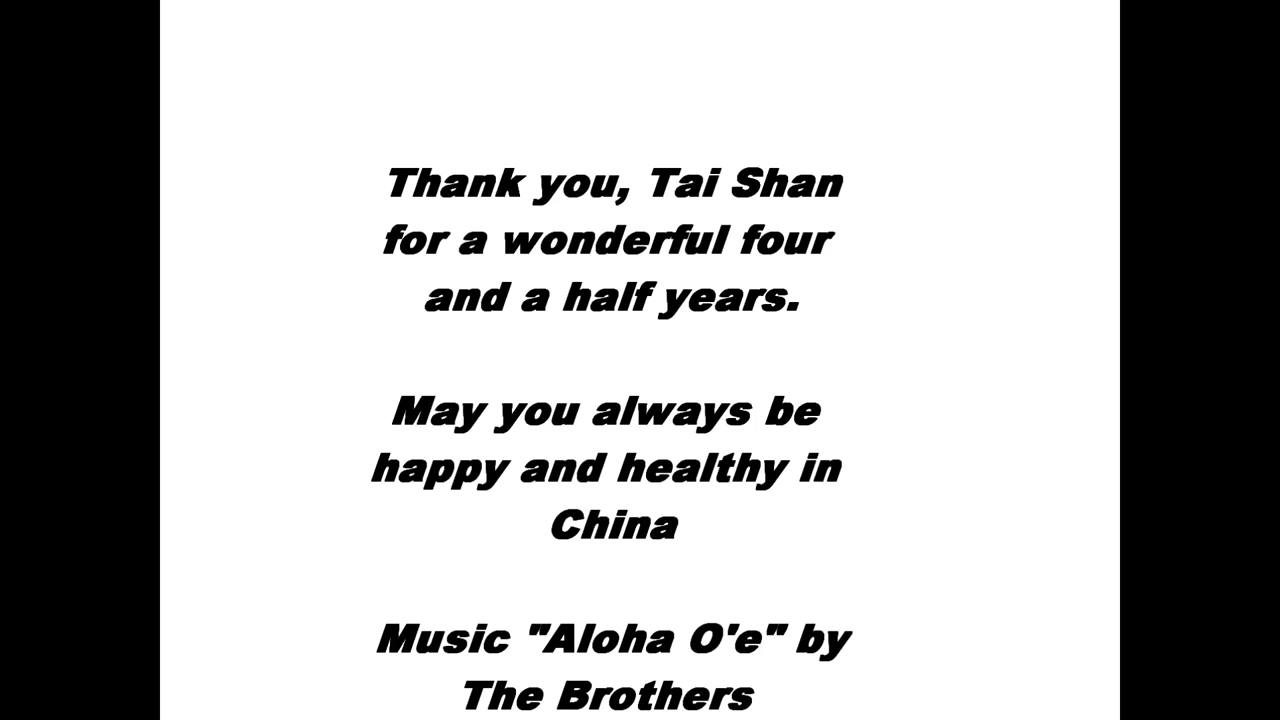 Thank you, Tai Shan
for a wonderful four
and a half years.
May you always be
happy and healthy in
China
Music "Aloha O'e" by
The Brothers